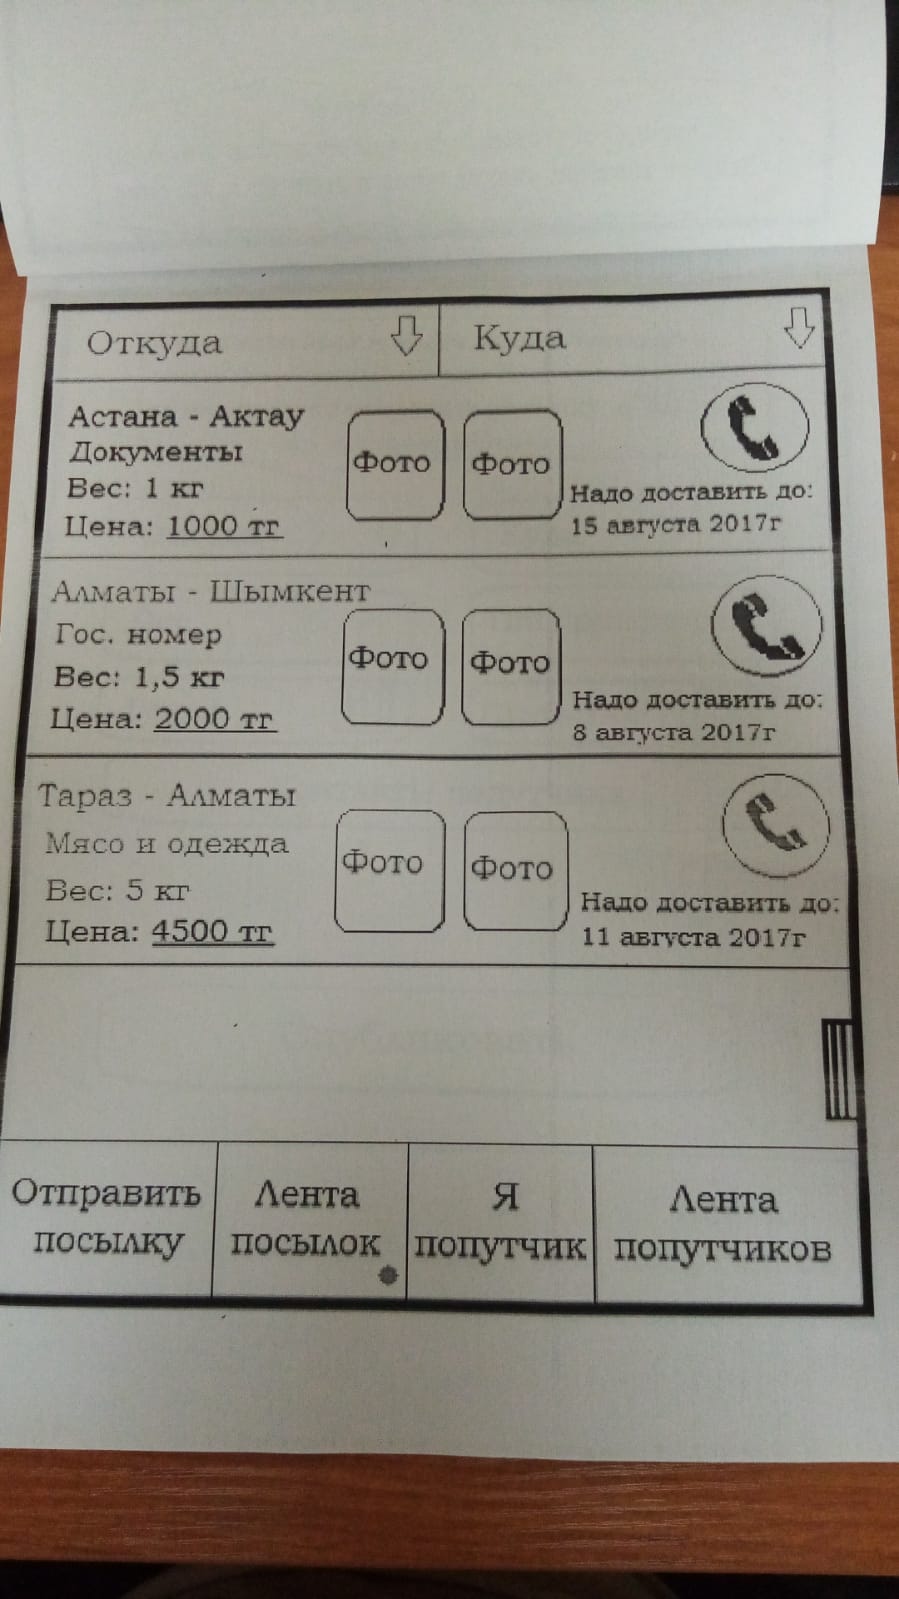 Откуда
Куда
Астана - Актау
Документы
Вес: 1 кг
Цена: 1000 тг
Фото
Фото
Надо доставить до:
15 августа 2017г
Алматы - Шымкент
Гос. номер
Вес: 1,5 кг
Цена: 2000 тг
Фото
Фото
Надо доставить до:
8 августа 2017г
Тараз - Алматы
Мясо и одежда
Вес: 5 кг
Цена: 4500 тг
Фото
Фото
Надо доставить до:
11 августа 2017г
Отправить
посылку
Лента
посылок
Я
попутчик
Лента
попутчиков